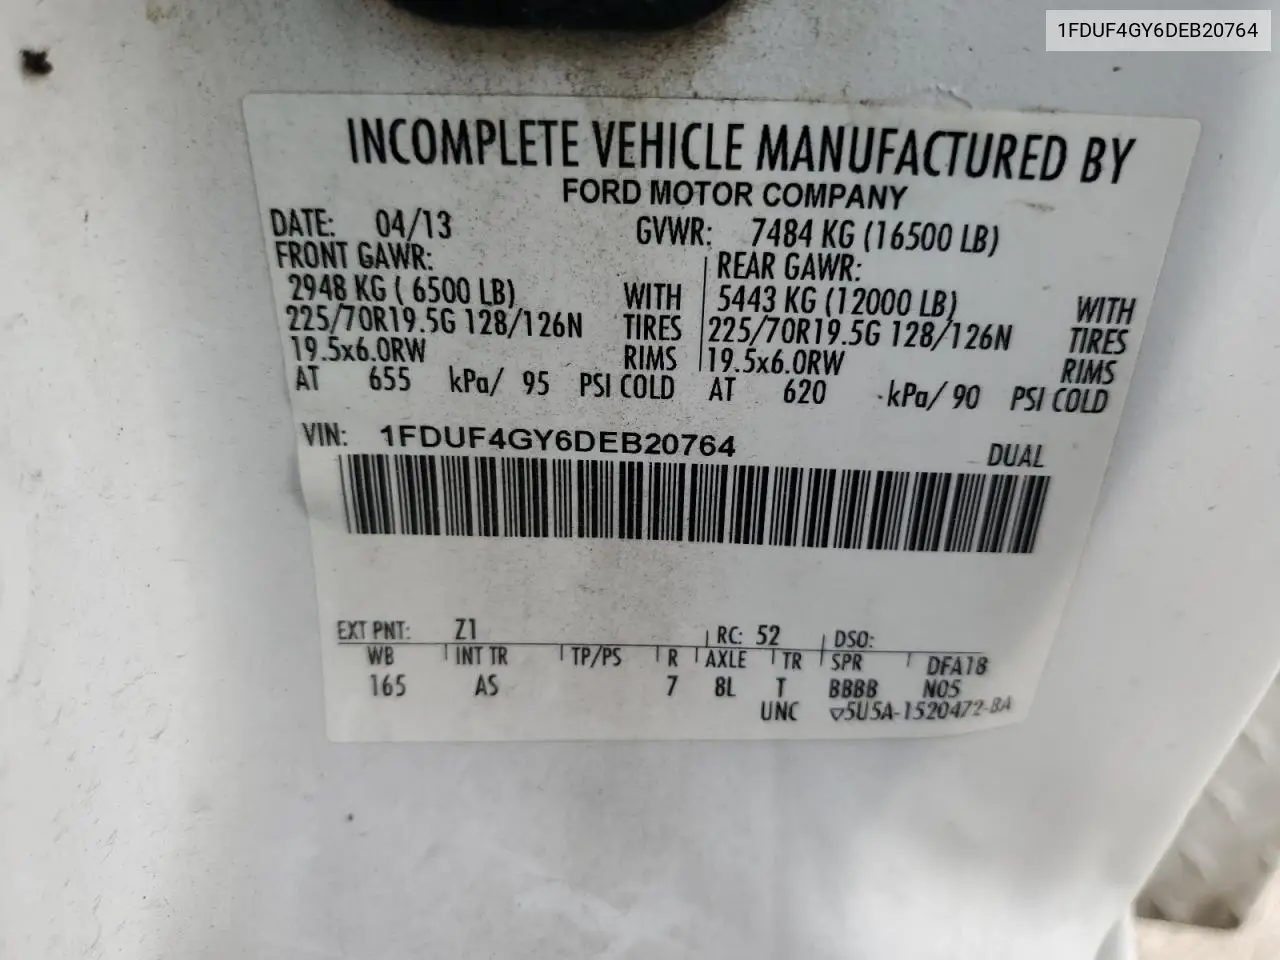 1FDUF4GY6DEB20764
INCOMPLETE VEHICLE MANUFACTURED BY
FORD MOTOR COMPANY
DATE: 04/13 GVWR: 7484 KG (16500 LB)
FRONT GAWR: REAR GAWR:
2948 KG ( 6500 LB) WITH 5443 KG (12000 LB) WITH
225/70R19.5G 128/126N TIRES 225/70R19.5G 128/126N TIRES
19.5x6.0RW RIMS 19.5x6.0RW RIMS
AT 655 kPa/ 95 PSI COLD AT 620 kPa/ 90 PSI COLD
VIN: 1FDUF4GY6DEB20764 DUAL
EXT PNT: Z1 RC: 52 DSO:
WB INT TR TP/PS R AXLE TR SPR DFA18
165 AS 7 8L T BBBB N05
UNC ▽5U5A-1520472-BA